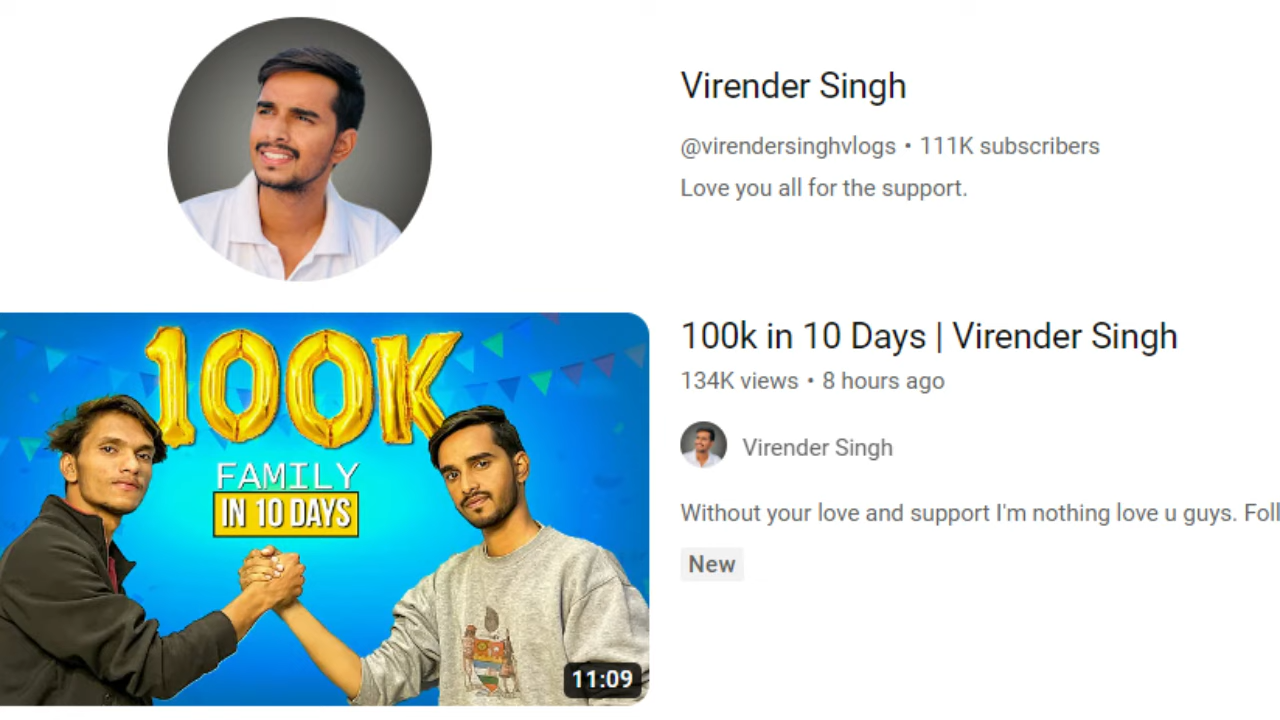 Virender Singh
@virendersinghvlogs • 111K subscribers
Love you all for the support.
100K
FAMILY
IN 10 DAYS
11:09
100k in 10 Days | Virender Singh
134K views • 8 hours ago
Virender Singh
Without your love and support I'm nothing love u guys. Foll
New